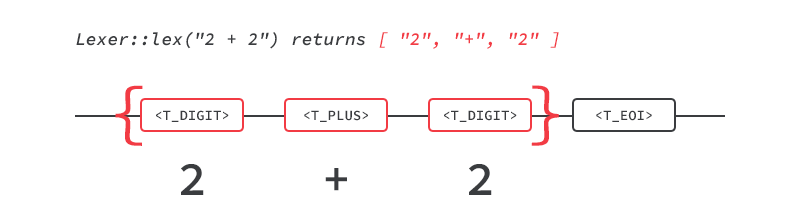 Lexer::lex("2 + 2") returns [ "2", "+", "2" ]
{ <T_DIGIT> <T_PLUS> <T_DIGIT> } <T_EOI>
2 + 2